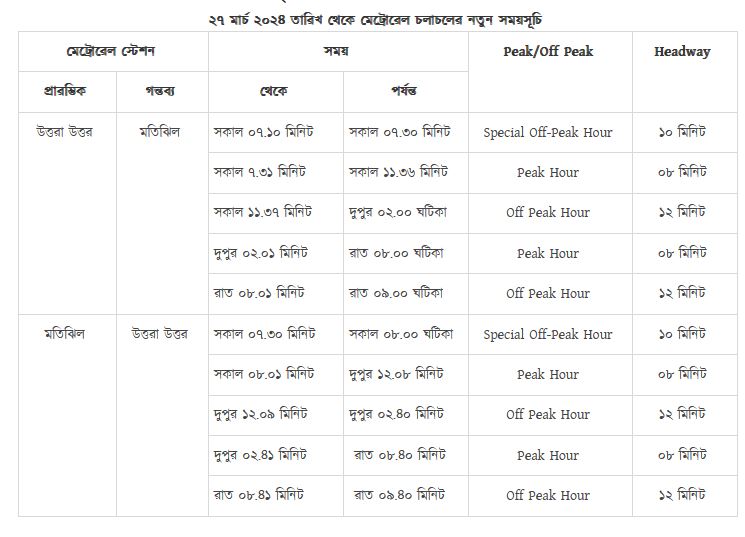 ২৭ মার্চ ২০২৪ তারিখ থেকে মেট্রোরেল চলাচলের নতুন সময়সূচি
মেট্রোরেল স্টেশন সময় Peak/Off Peak Headway
প্রারম্ভিক গন্তব্য থেকে পর্যন্ত
উত্তরা উত্তর মতিঝিল সকাল ০৭.১০ মিনিট সকাল ০৭.৩০ মিনিট Special Off-Peak Hour ১০ মিনিট
সকাল ৭.৩১ মিনিট সকাল ১১.৩৬ মিনিট Peak Hour ০৮ মিনিট
সকাল ১১.৩৭ মিনিট দুপুর ০২.০০ ঘটিকা Off Peak Hour ১২ মিনিট
দুপুর ০২.০১ মিনিট রাত ০৮.০০ ঘটিকা Peak Hour ০৮ মিনিট
রাত ০৮.০১ মিনিট রাত ০৯.০০ ঘটিকা Off Peak Hour ১২ মিনিট
মতিঝিল উত্তরা উত্তর সকাল ০৭.৩০ মিনিট সকাল ০৮.০০ ঘটিকা Special Off-Peak Hour ১০ মিনিট
সকাল ০৮.০১ মিনিট দুপুর ১২.০৮ মিনিট Peak Hour ০৮ মিনিট
দুপুর ১২.০৯ মিনিট দুপুর ০২.৪০ মিনিট Off Peak Hour ১২ মিনিট
দুপুর ০২.৪১ মিনিট রাত ০৮.৪০ মিনিট Peak Hour ০৮ মিনিট
রাত ০৮.৪১ মিনিট রাত ০৯.৪০ মিনিট Off Peak Hour ১২ মিনিট